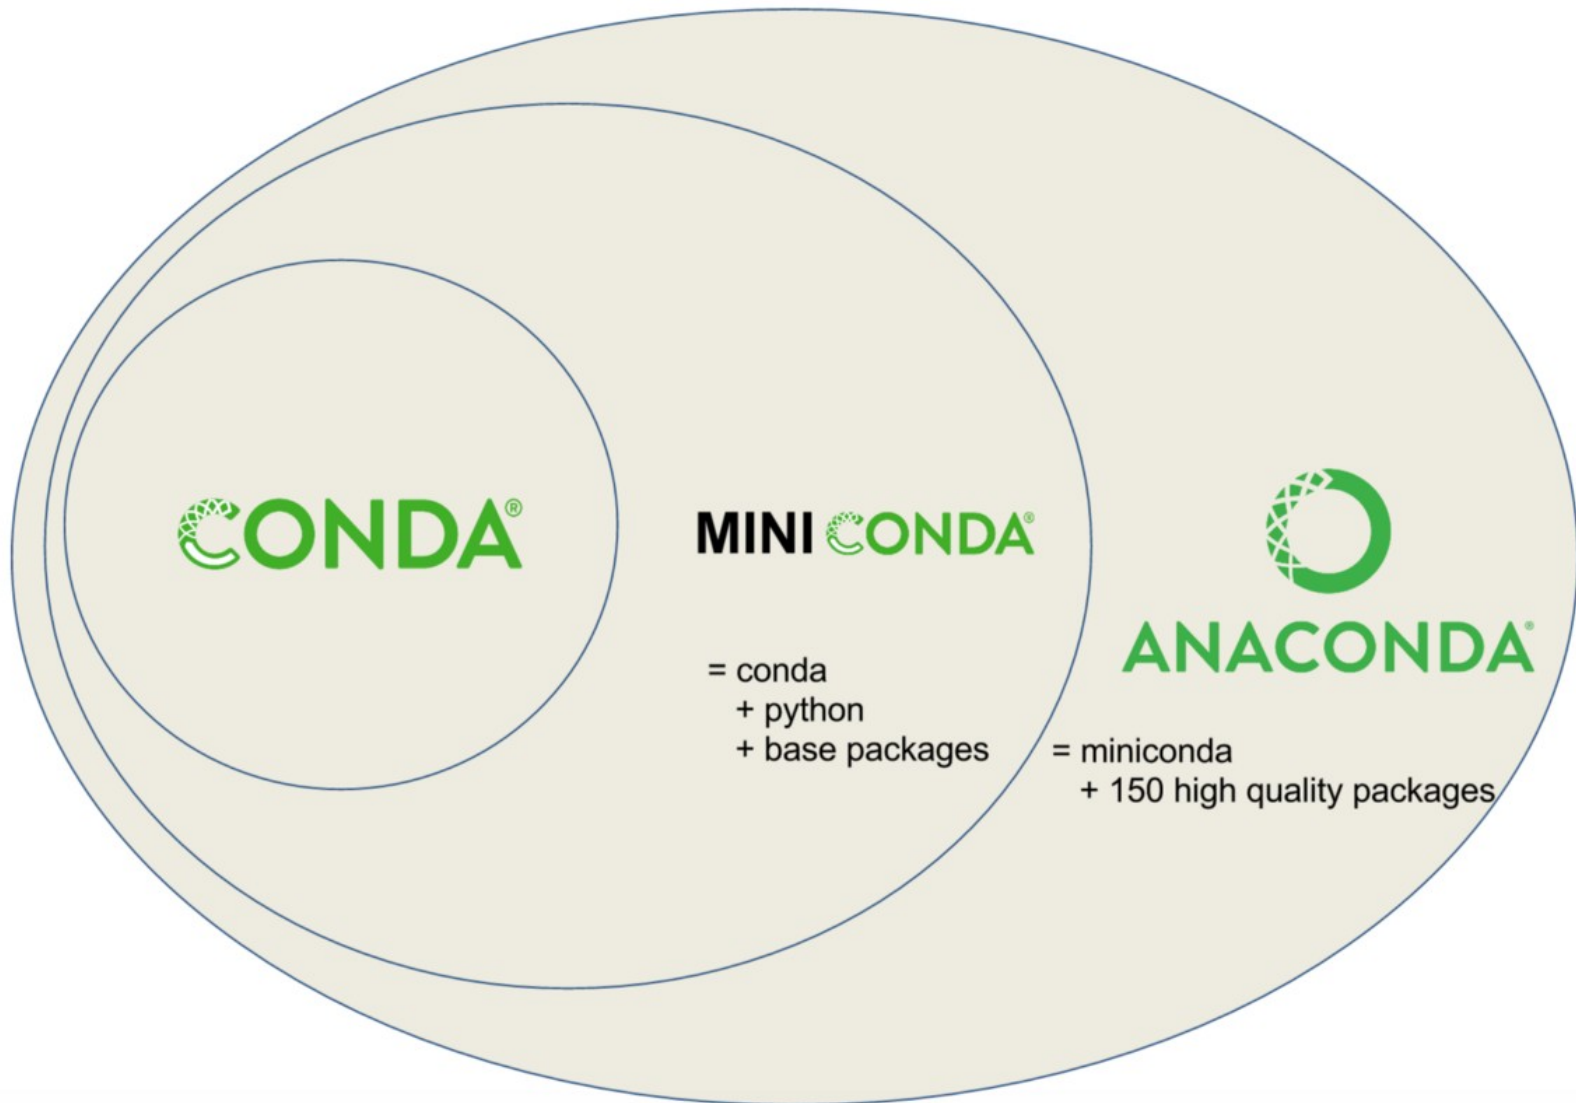 CONDA®
MINI CONDA®
= conda
+ python
+ base packages
ANACONDA®
= miniconda
+ 150 high quality packages